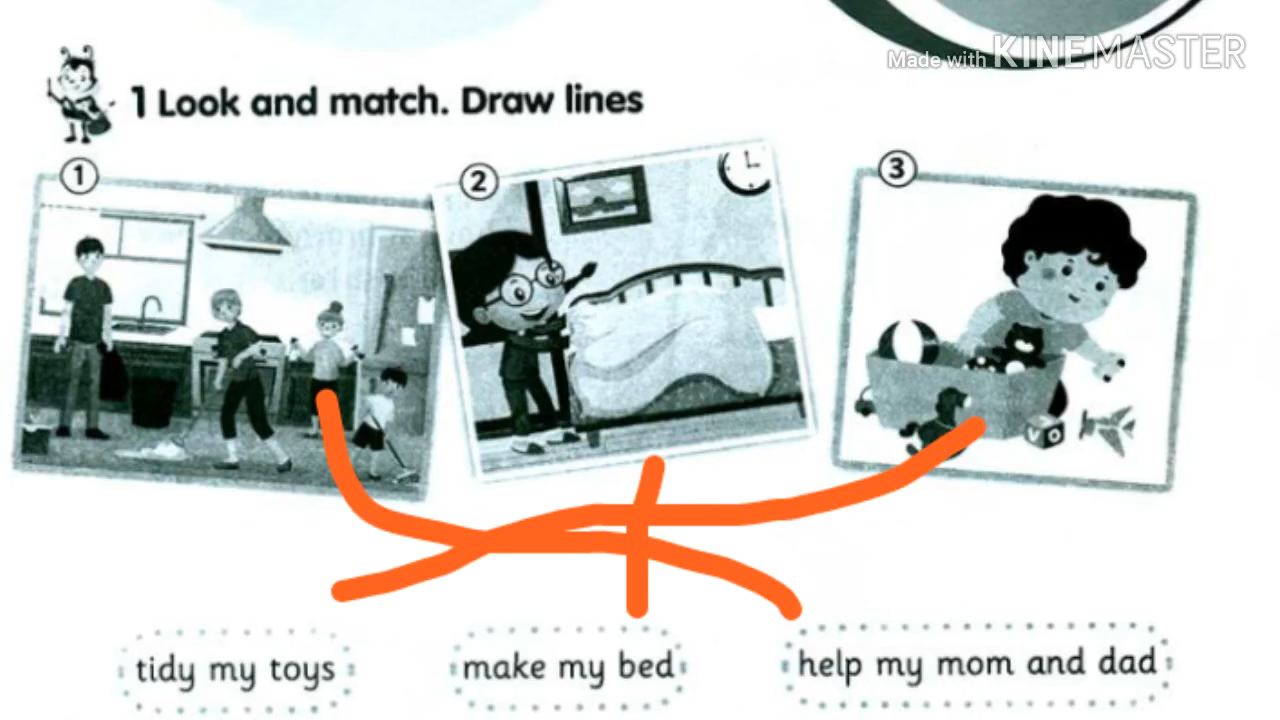 Made with KINEMASTER
1 Look and match. Draw lines
1
2
3
VO
tidy my toys
make my bed
help my mom and dad